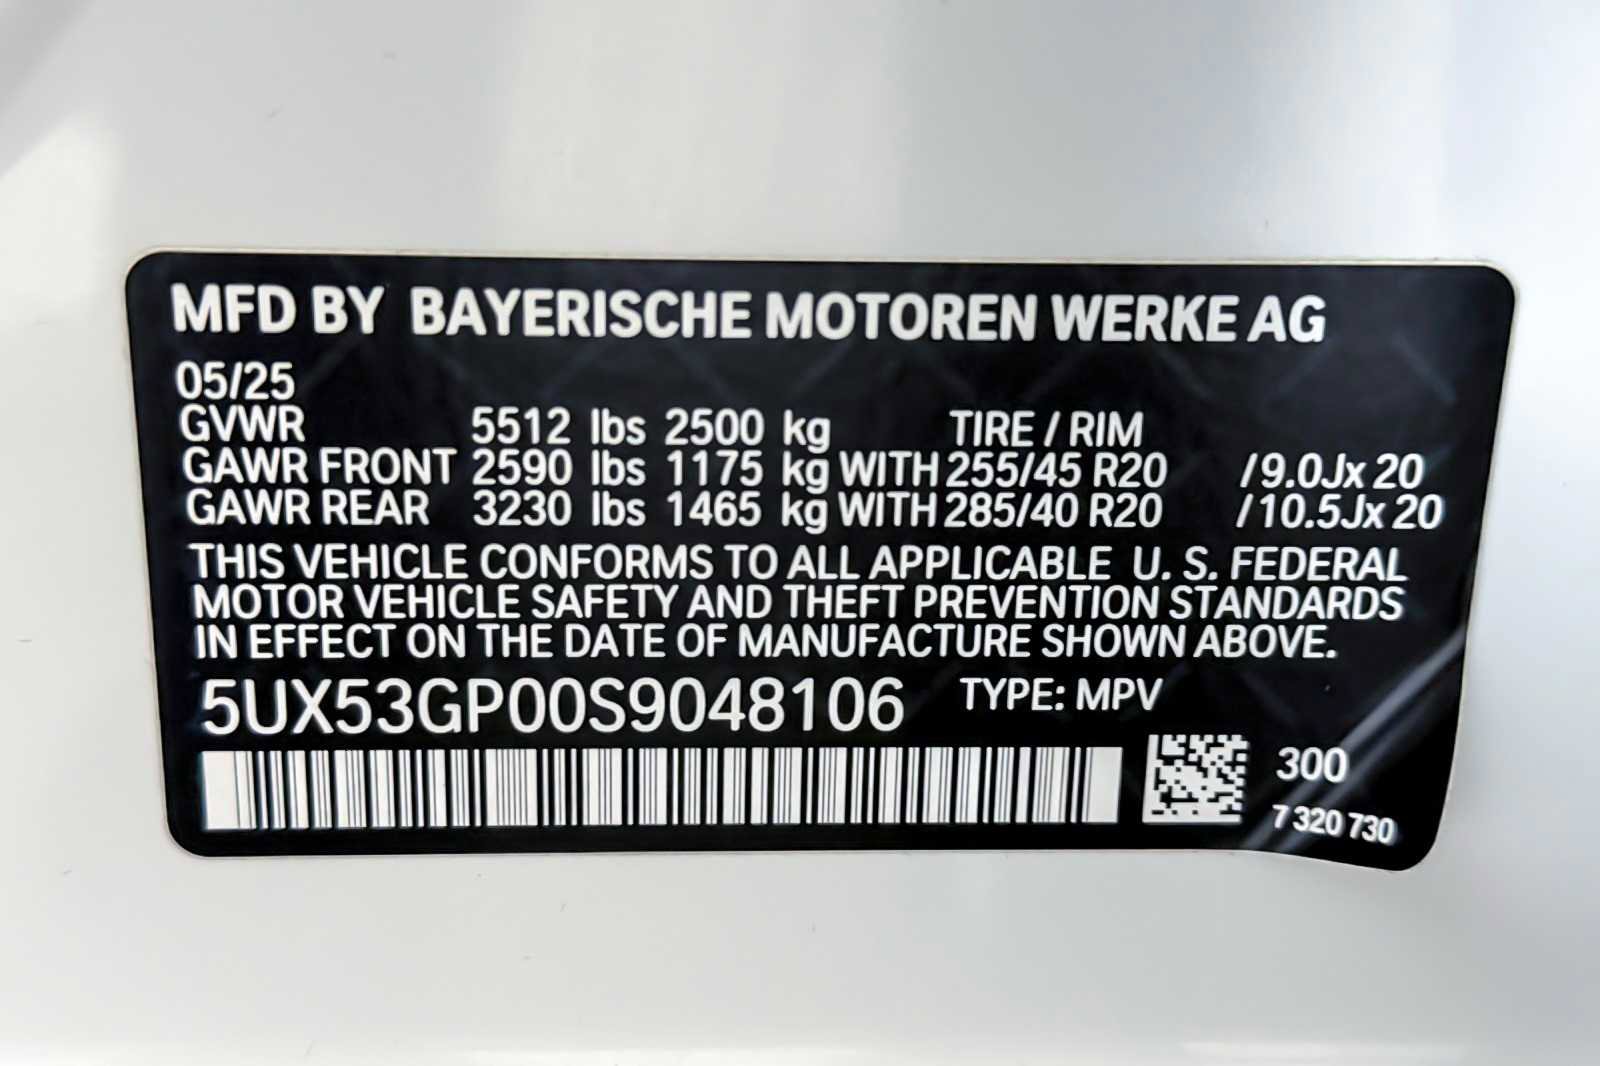 MFD BY BAYERISCHE MOTOREN WERKE AG
05/25
GVWR 5512 lbs 2500 kg TIRE / RIM
GAWR FRONT 2590 lbs 1175 kg WITH 255/45 R20 /9.0Jx 20
GAWR REAR 3230 lbs 1465 kg WITH 285/40 R20 /10.5Jx 20
THIS VEHICLE CONFORMS TO ALL APPLICABLE U. S. FEDERAL
MOTOR VEHICLE SAFETY AND THEFT PREVENTION STANDARDS
IN EFFECT ON THE DATE OF MANUFACTURE SHOWN ABOVE.
5UX53GP00S9048106 TYPE: MPV
300
7 320 730